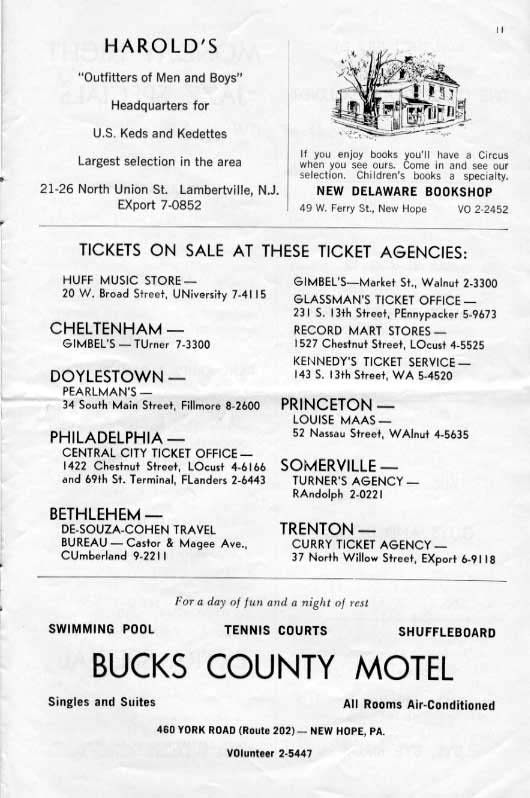 11
HAROLD'S
"Outfitters of Men and Boys"
Headquarters for
U.S. Keds and Kedettes
Largest selection in the area
21-26 North Union St. Lambertville, N.J.
EXport 7-0852
If you enjoy books you'll have a Circus
when you see ours. Come in and see our
selection. Children's books a specialty.
NEW DELAWARE BOOKSHOP
49 W. Ferry St., New Hope VO 2-2452
TICKETS ON SALE AT THESE TICKET AGENCIES:
HUFF MUSIC STORE —
20 W. Broad Street, UNiversity 7-4115
CHELTENHAM —
GIMBEL'S — TUrner 7-3300
DOYLESTOWN —
PEARLMAN'S —
34 South Main Street, Fillmore 8-2600
PHILADELPHIA —
CENTRAL CITY TICKET OFFICE —
1422 Chestnut Street, LOcust 4-6166
and 69th St. Terminal, FLanders 2-6443
BETHLEHEM —
DE-SOUZA-COHEN TRAVEL
BUREAU — Castor & Magee Ave.,
CUmberland 9-2211
GIMBEL'S—Market St., Walnut 2-3300
GLASSMAN'S TICKET OFFICE —
231 S. 13th Street, PEnnypacker 5-9673
RECORD MART STORES —
1527 Chestnut Street, LOcust 4-5525
KENNEDY'S TICKET SERVICE —
143 S. 13th Street, WA 5-4520
PRINCETON —
LOUISE MAAS —
52 Nassau Street, WAlnut 4-5635
SOMERVILLE —
TURNER'S AGENCY —
RAndolph 2-0221
TRENTON —
CURRY TICKET AGENCY —
37 North Willow Street, EXport 6-9118
For a day of fun and a night of rest
SWIMMING POOL TENNIS COURTS SHUFFLEBOARD
BUCKS COUNTY MOTEL
Singles and Suites All Rooms Air-Conditioned
460 YORK ROAD (Route 202) — NEW HOPE, PA.
VOlunteer 2-5447